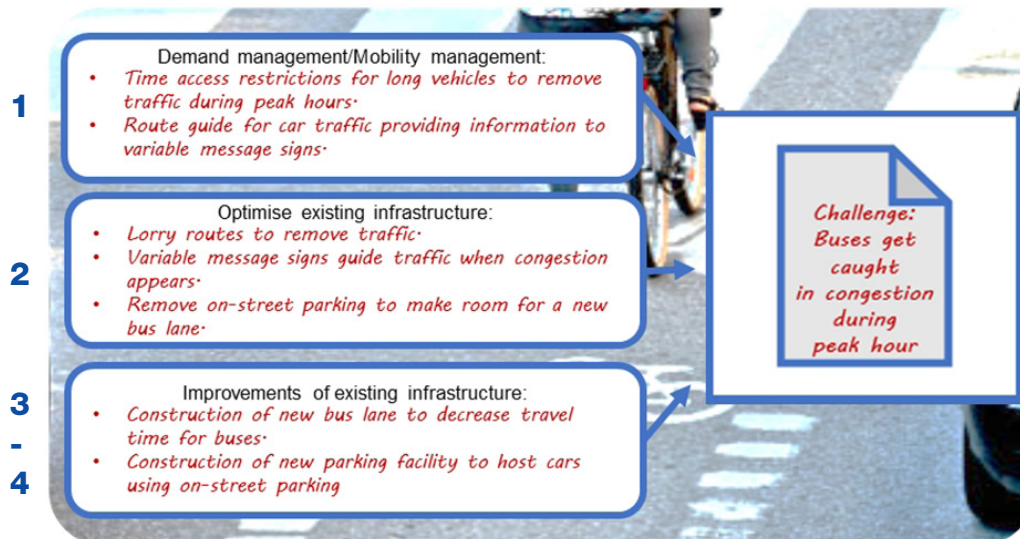 1
Demand management/Mobility management:
• Time access restrictions for long vehicles to remove
traffic during peak hours.
• Route guide for car traffic providing information to
variable message signs.
2
Optimise existing infrastructure:
• Lorry routes to remove traffic.
• Variable message signs guide traffic when congestion
appears.
• Remove on-street parking to make room for a new
bus lane.
3
-
4
Improvements of existing infrastructure:
• Construction of new bus lane to decrease travel
time for buses.
• Construction of new parking facility to host cars
using on-street parking
Challenge:
Buses get
caught
in congestion
during
peak hour